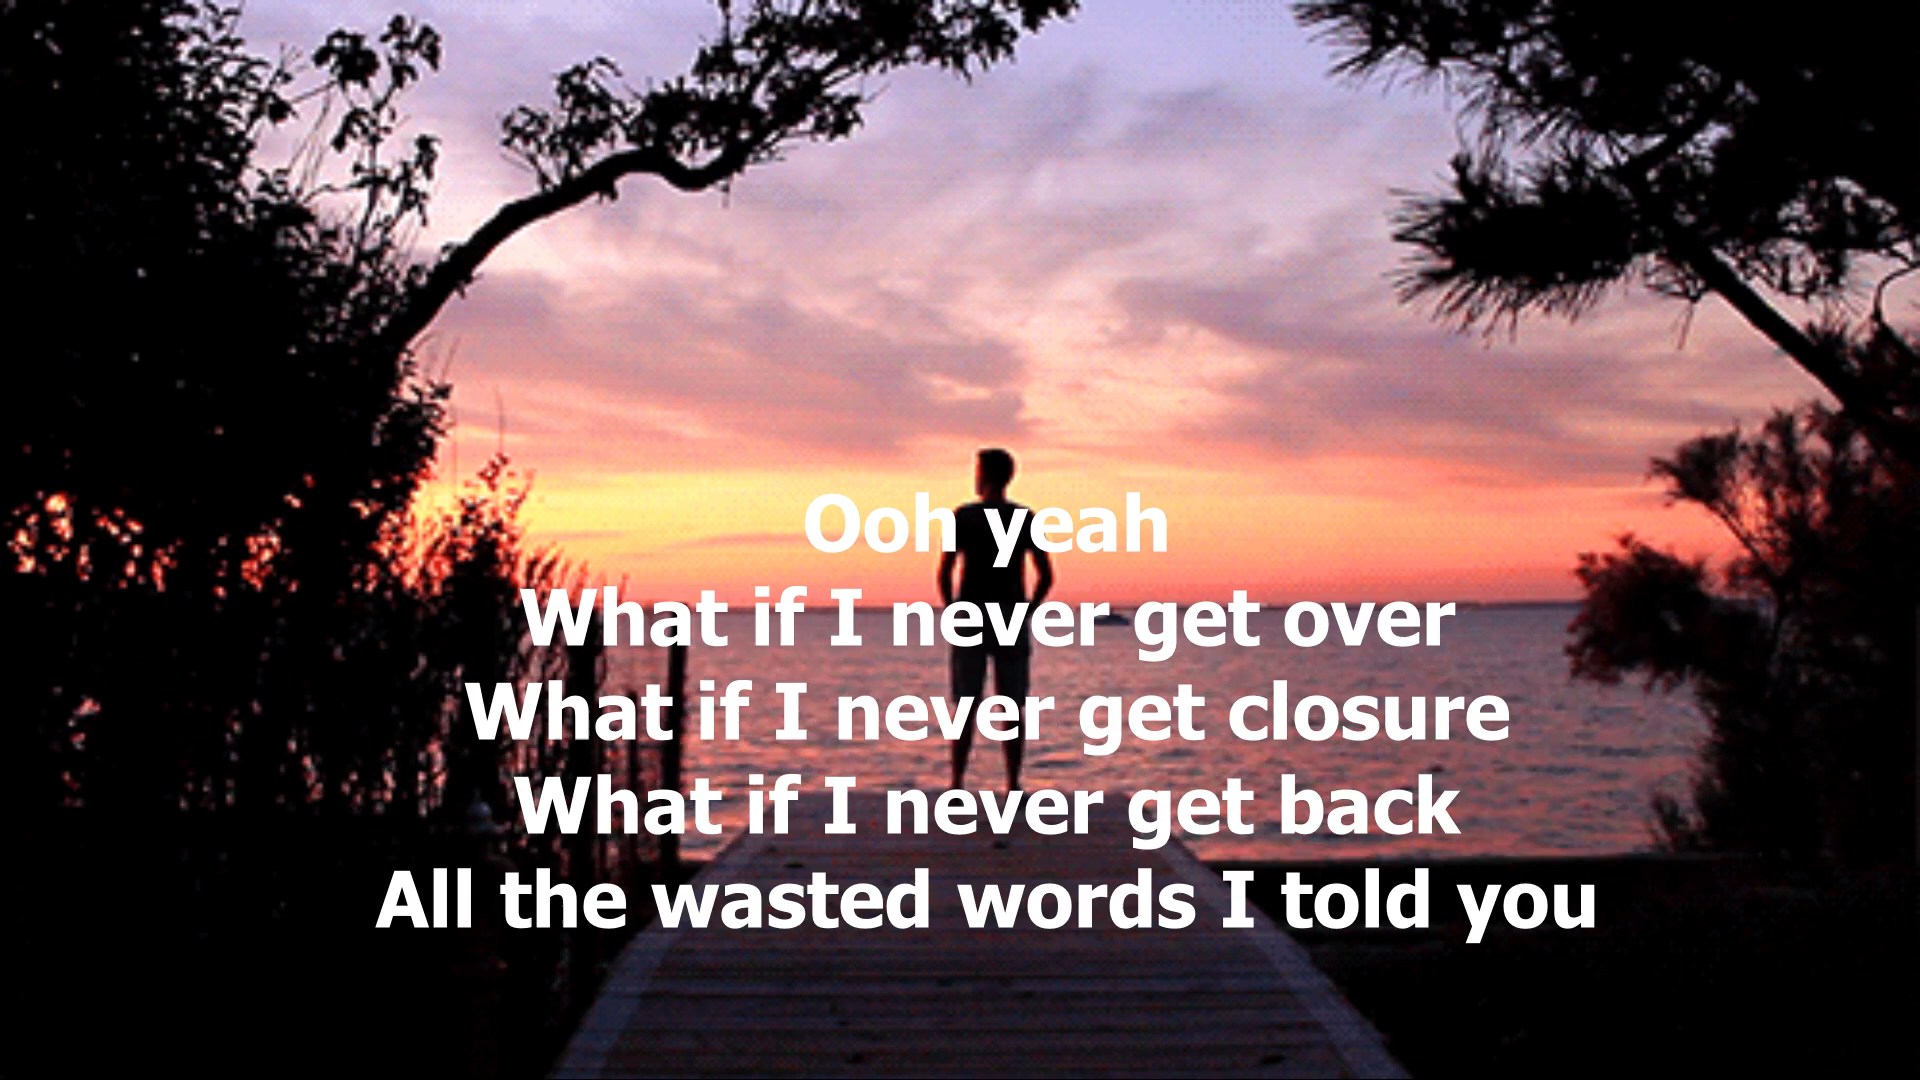 Ooh yeah
What if I never get over
What if I never get closure
What if I never get back
All the wasted words I told you